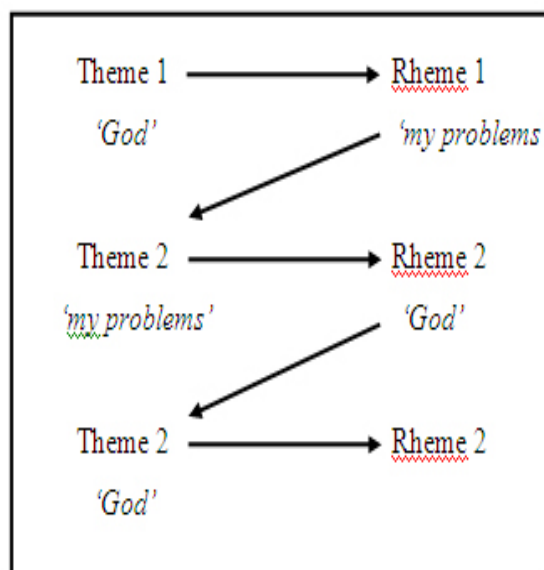 Theme 1 Rheme 1
‘God’ ‘my problems
Theme 2 Rheme 2
‘my problems’ ‘God’
Theme 2 Rheme 2
‘God’